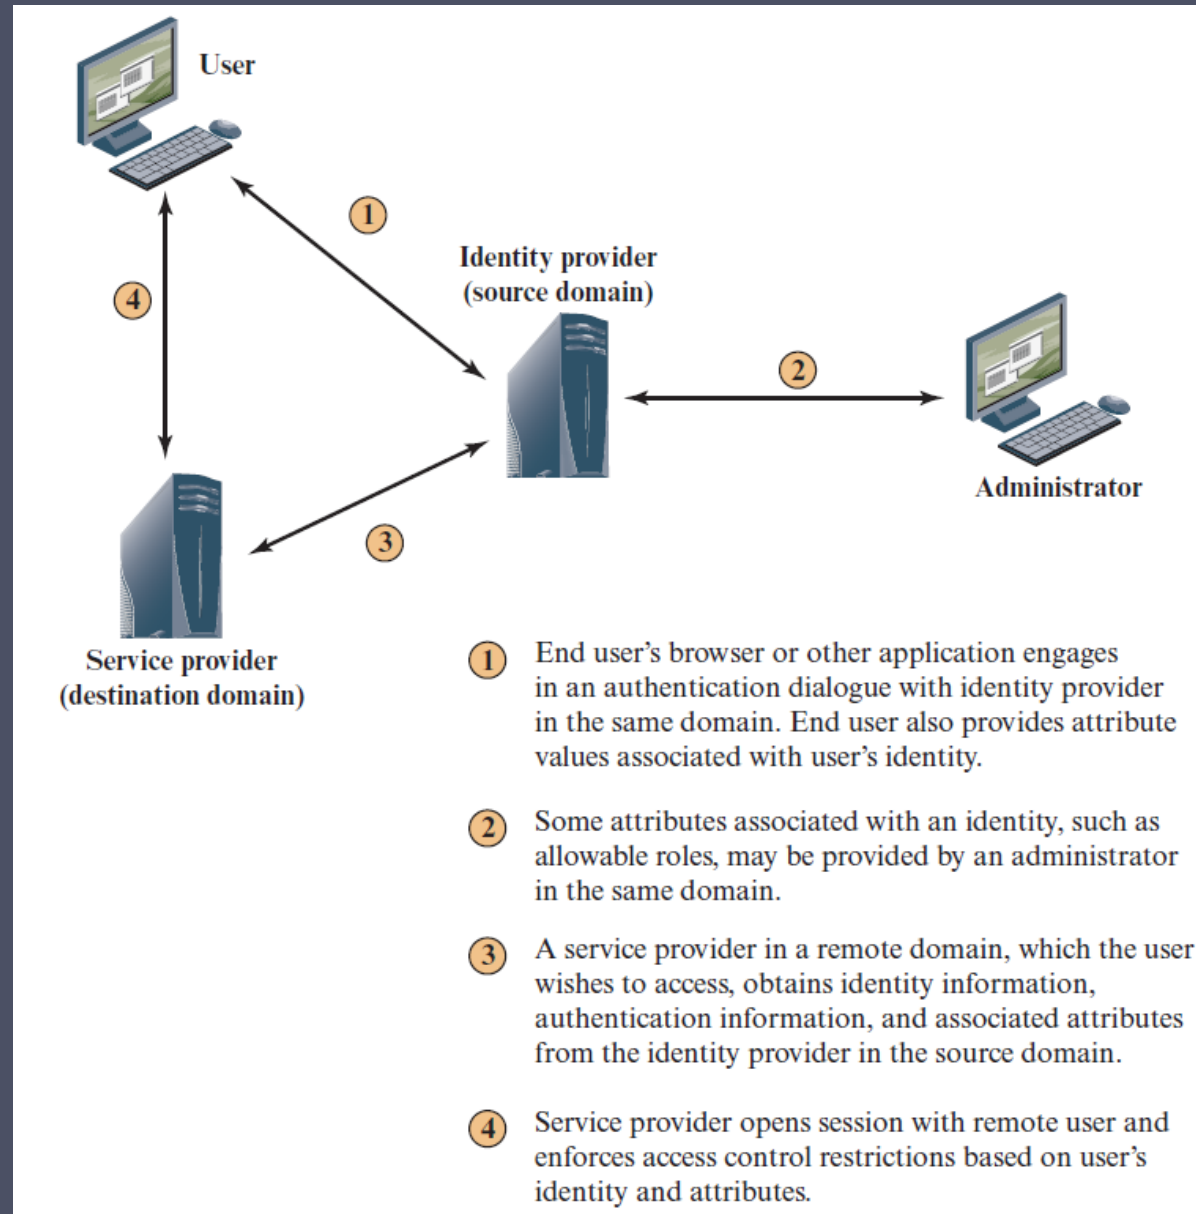 User
1
Identity provider
(source domain)
4
2
Administrator
3
Service provider
(destination domain)
1 End user’s browser or other application engages
in an authentication dialogue with identity provider
in the same domain. End user also provides attribute
values associated with user’s identity.
2 Some attributes associated with an identity, such as
allowable roles, may be provided by an administrator
in the same domain.
3 A service provider in a remote domain, which the user
wishes to access, obtains identity information,
authentication information, and associated attributes
from the identity provider in the source domain.
4 Service provider opens session with remote user and
enforces access control restrictions based on user’s
identity and attributes.